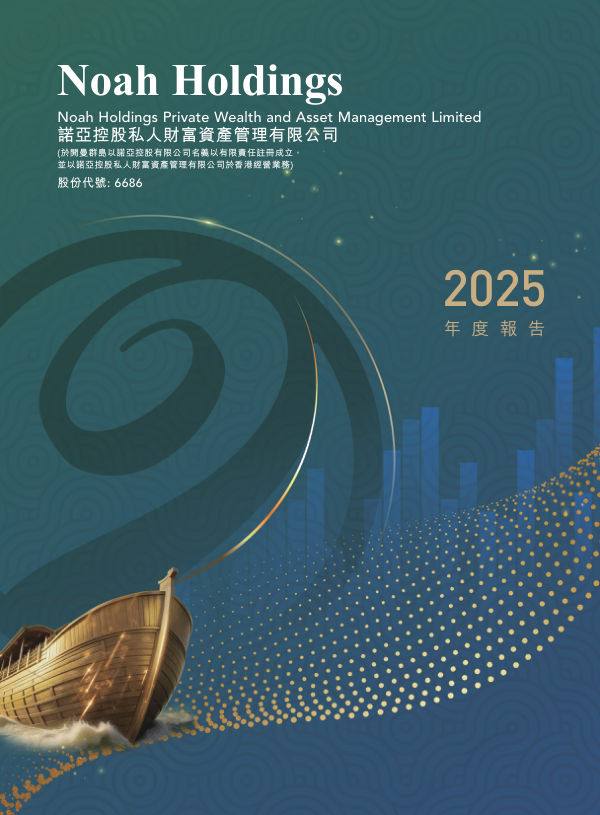 Noah Holdings
Noah Holdings Private Wealth and Asset Management Limited
諾亞控股私人財富資產管理有限公司
(於開曼群島以諾亞控股有限公司名義以有限責任註冊成立，
並以諾亞控股私人財富資產管理有限公司於香港經營業務)
股份代號: 6686
2025
年度報告